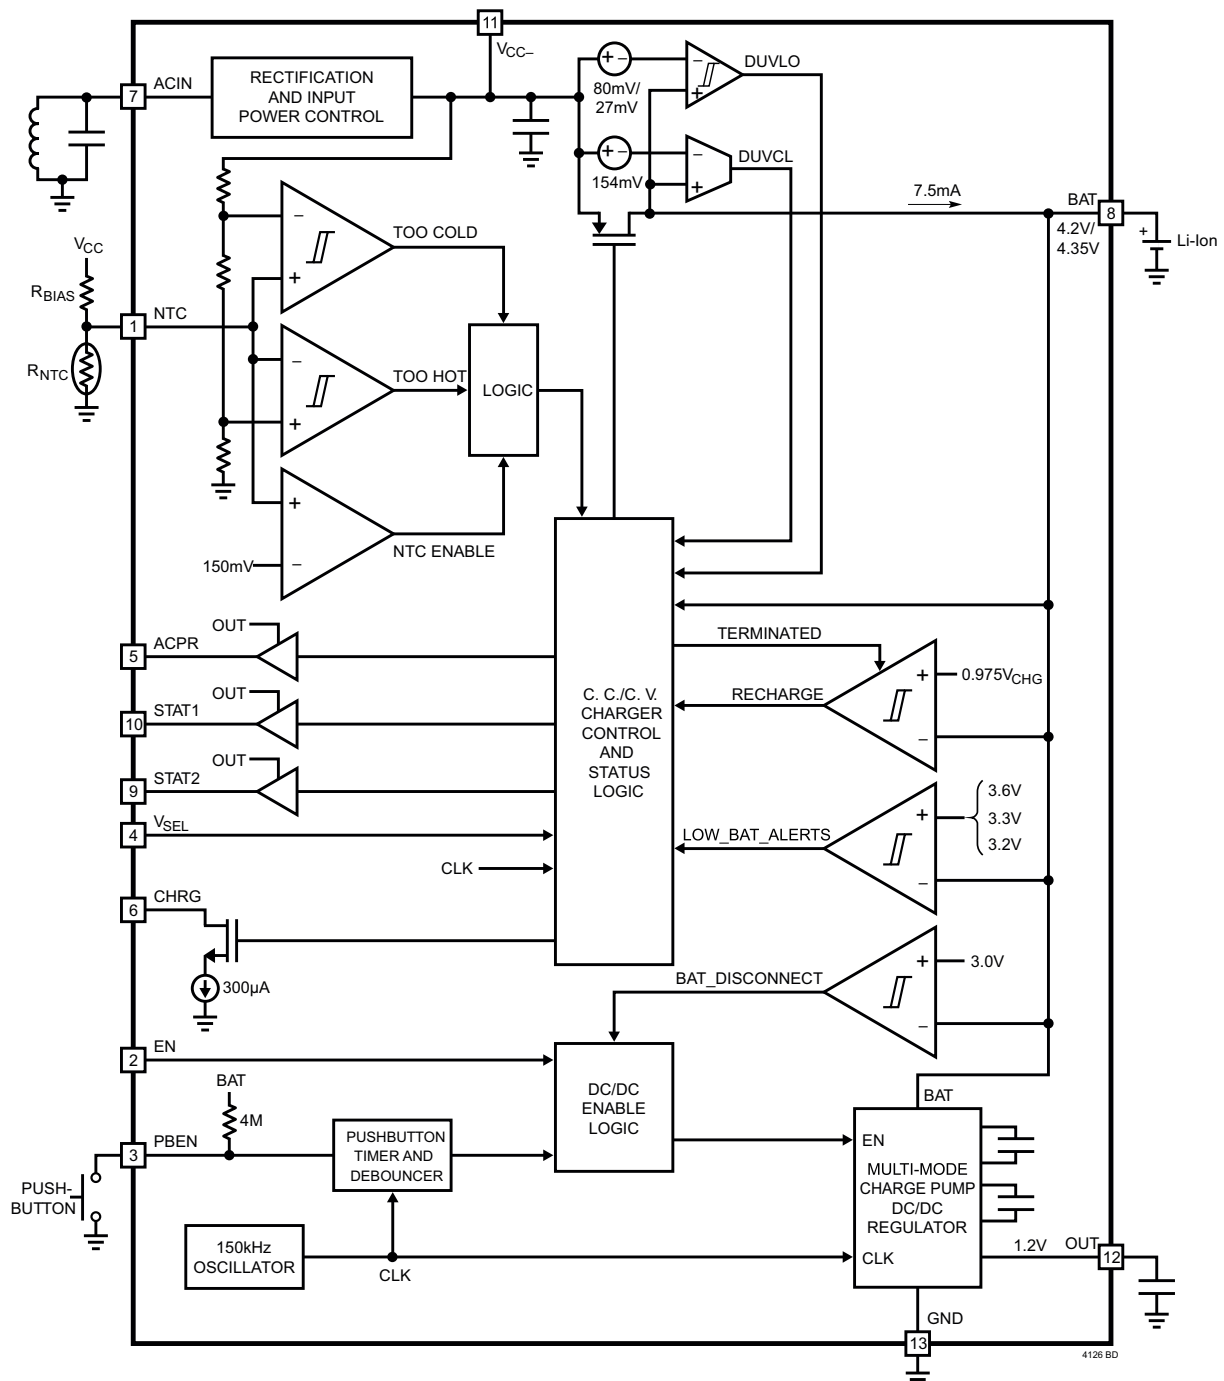 11
VCC–
7
ACIN
RECTIFICATION
AND INPUT
POWER CONTROL
+ –
80mV/
27mV
–
+
DUVLO
+ –
154mV
–
+
DUVCL
7.5mA
BAT
8
4.2V/
4.35V
+
Li-Ion
VCC
RBIAS
1
NTC
RNTC
–
+
TOO COLD
–
+
TOO HOT
LOGIC
+
–
150mV
NTC ENABLE
OUT
5
ACPR
OUT
10
STAT1
OUT
9
STAT2
4
VSEL
CLK
6
CHRG
300µA
C. C./C. V.
CHARGER
CONTROL
AND
STATUS
LOGIC
TERMINATED
RECHARGE
+
–
0.975VCHG
LOW_BAT_ALERTS
+
–
3.6V
3.3V
3.2V
BAT_DISCONNECT
+
–
3.0V
2
EN
BAT
4M
3
PBEN
PUSH-
BUTTON
PUSHBUTTON
TIMER AND
DEBOUNCER
DC/DC
ENABLE
LOGIC
150kHz
OSCILLATOR
CLK
BAT
EN
MULTI-MODE
CHARGE PUMP
DC/DC
REGULATOR
CLK
1.2V
OUT
12
GND
13
4126 BD